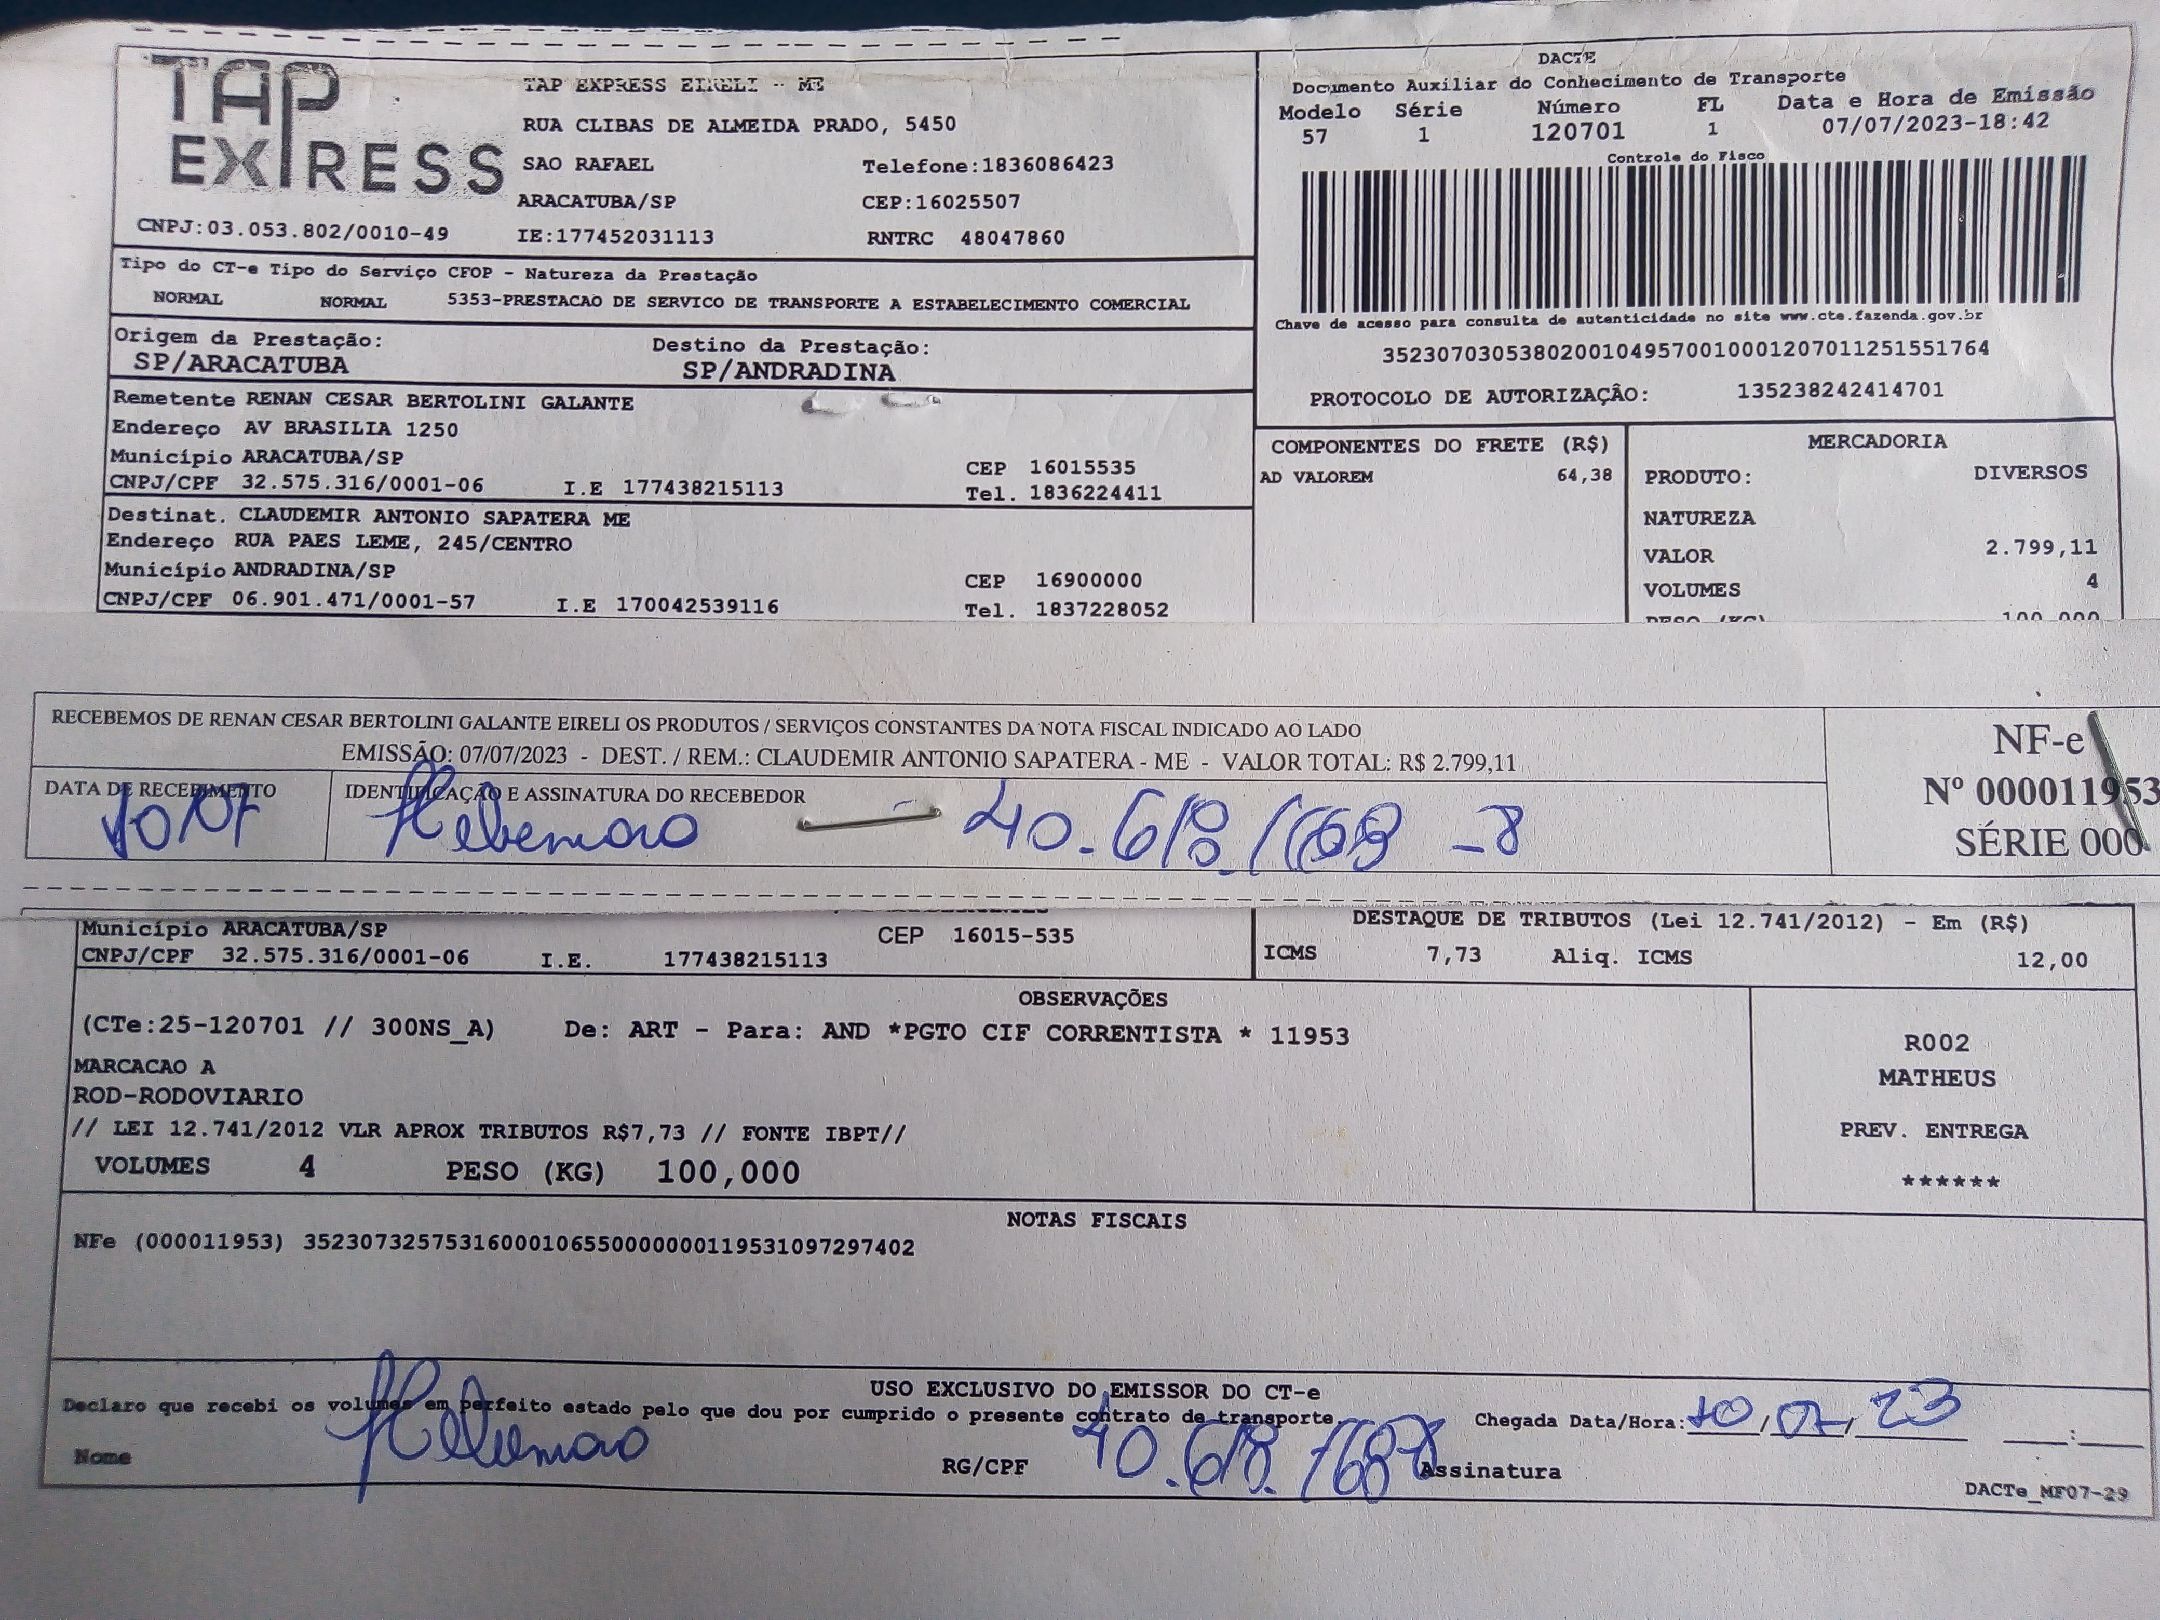 TAP EXPRESS
TAP EXPRESS EIRELI - ME
RUA CLIBAS DE ALMEIDA PRADO, 5450
SAO RAFAEL Telefone:1836086423
ARACATUBA/SP CEP:16025507
CNPJ:03.053.802/0010-49 IE:177452031113 RNTRC 48047860
Tipo do CT-e Tipo do Serviço CFOP - Natureza da Prestação
NORMAL NORMAL 5353-PRESTACAO DE SERVICO DE TRANSPORTE A ESTABELECIMENTO COMERCIAL
Origem da Prestação: Destino da Prestação:
SP/ARACATUBA SP/ANDRADINA
Remetente RENAN CESAR BERTOLINI GALANTE
Endereço AV BRASILIA 1250
Município ARACATUBA/SP CEP 16015535
CNPJ/CPF 32.575.316/0001-06 I.E 177438215113 Tel. 1836224411
Destinat. CLAUDEMIR ANTONIO SAPATERA ME
Endereço RUA PAES LEME, 245/CENTRO
Município ANDRADINA/SP CEP 16900000
CNPJ/CPF 06.901.471/0001-57 I.E 170042539116 Tel. 1837228052
DACTE
Documento Auxiliar do Conhecimento de Transporte
Modelo Série Número FL Data e Hora de Emissão
57 1 120701 1 07/07/2023-18:42
Controle do Fisco
Chave de acesso para consulta de autenticidade no site www.cte.fazenda.gov.br
35230703053802001049570010001207011251551764
PROTOCOLO DE AUTORIZAÇÃO: 135238242414701
COMPONENTES DO FRETE (R$)
AD VALOREM 64,38
MERCADORIA
PRODUTO: DIVERSOS
NATUREZA
VALOR 2.799,11
VOLUMES 4
PESO (KG) 100,000
RECEBEMOS DE RENAN CESAR BERTOLINI GALANTE EIRELI OS PRODUTOS / SERVIÇOS CONSTANTES DA NOTA FISCAL INDICADO AO LADO
EMISSÃO: 07/07/2023 - DEST. / REM.: CLAUDEMIR ANTONIO SAPATERA - ME - VALOR TOTAL: R$ 2.799,11
DATA DE RECEBIMENTO IDENTIFICAÇÃO E ASSINATURA DO RECEBEDOR
NF-e
Nº 000011953
SÉRIE 000
Município ARACATUBA/SP CEP 16015-535
CNPJ/CPF 32.575.316/0001-06 I.E. 177438215113
DESTAQUE DE TRIBUTOS (Lei 12.741/2012) - Em (R$)
ICMS 7,73 Aliq. ICMS 12,00
OBSERVAÇÕES
(CTe:25-120701 // 300NS_A) De: ART - Para: AND *PGTO CIF CORRENTISTA * 11953
MARCACAO A
ROD-RODOVIARIO
// LEI 12.741/2012 VLR APROX TRIBUTOS R$7,73 // FONTE IBPT//
VOLUMES 4 PESO (KG) 100,000
R002
MATHEUS
PREV. ENTREGA
******
NOTAS FISCAIS
NFe (000011953) 35230732575316000106550000000119531097297402
USO EXCLUSIVO DO EMISSOR DO CT-e
Declaro que recebi os volumes em perfeito estado pelo que dou por cumprido o presente contrato de transporte.
Chegada Data/Hora: 10/07/23 ___:___
Nome RG/CPF Assinatura
DACTe_MF07-29